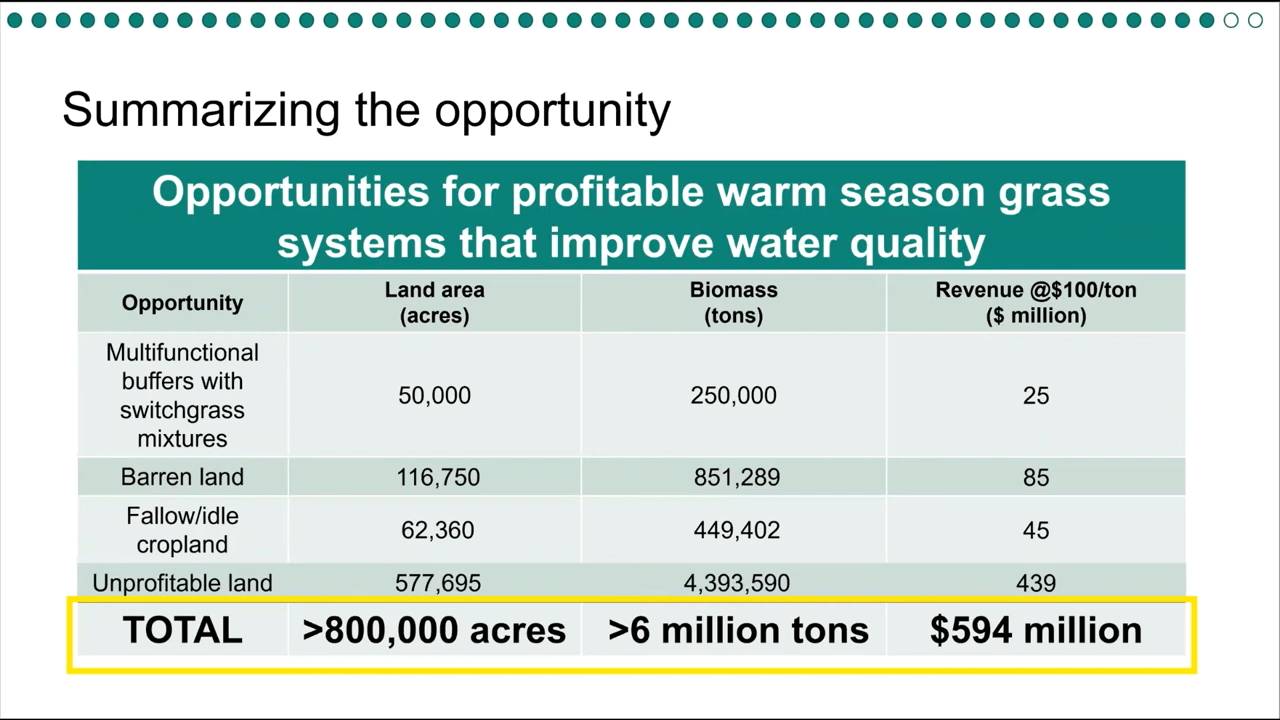 Summarizing the opportunity
Opportunities for profitable warm season grass
systems that improve water quality
Opportunity
Land area
(acres)
Biomass
(tons)
Revenue @$100/ton
($ million)
Multifunctional
buffers with
switchgrass
mixtures
50,000
250,000
25
Barren land
116,750
851,289
85
Fallow/idle
cropland
62,360
449,402
45
Unprofitable land
577,695
4,393,590
439
TOTAL
>800,000 acres
>6 million tons
$594 million